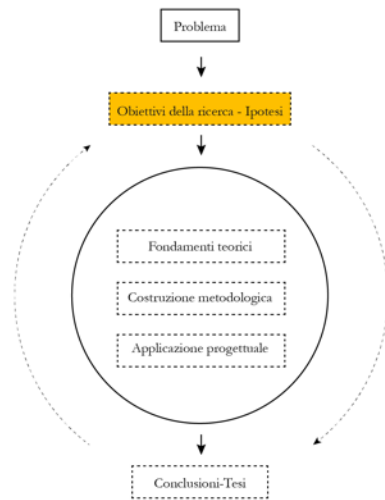 Problema
Obiettivi della ricerca - Ipotesi
Fondamenti teorici
Costruzione metodologica
Applicazione progettuale
Conclusioni-Tesi